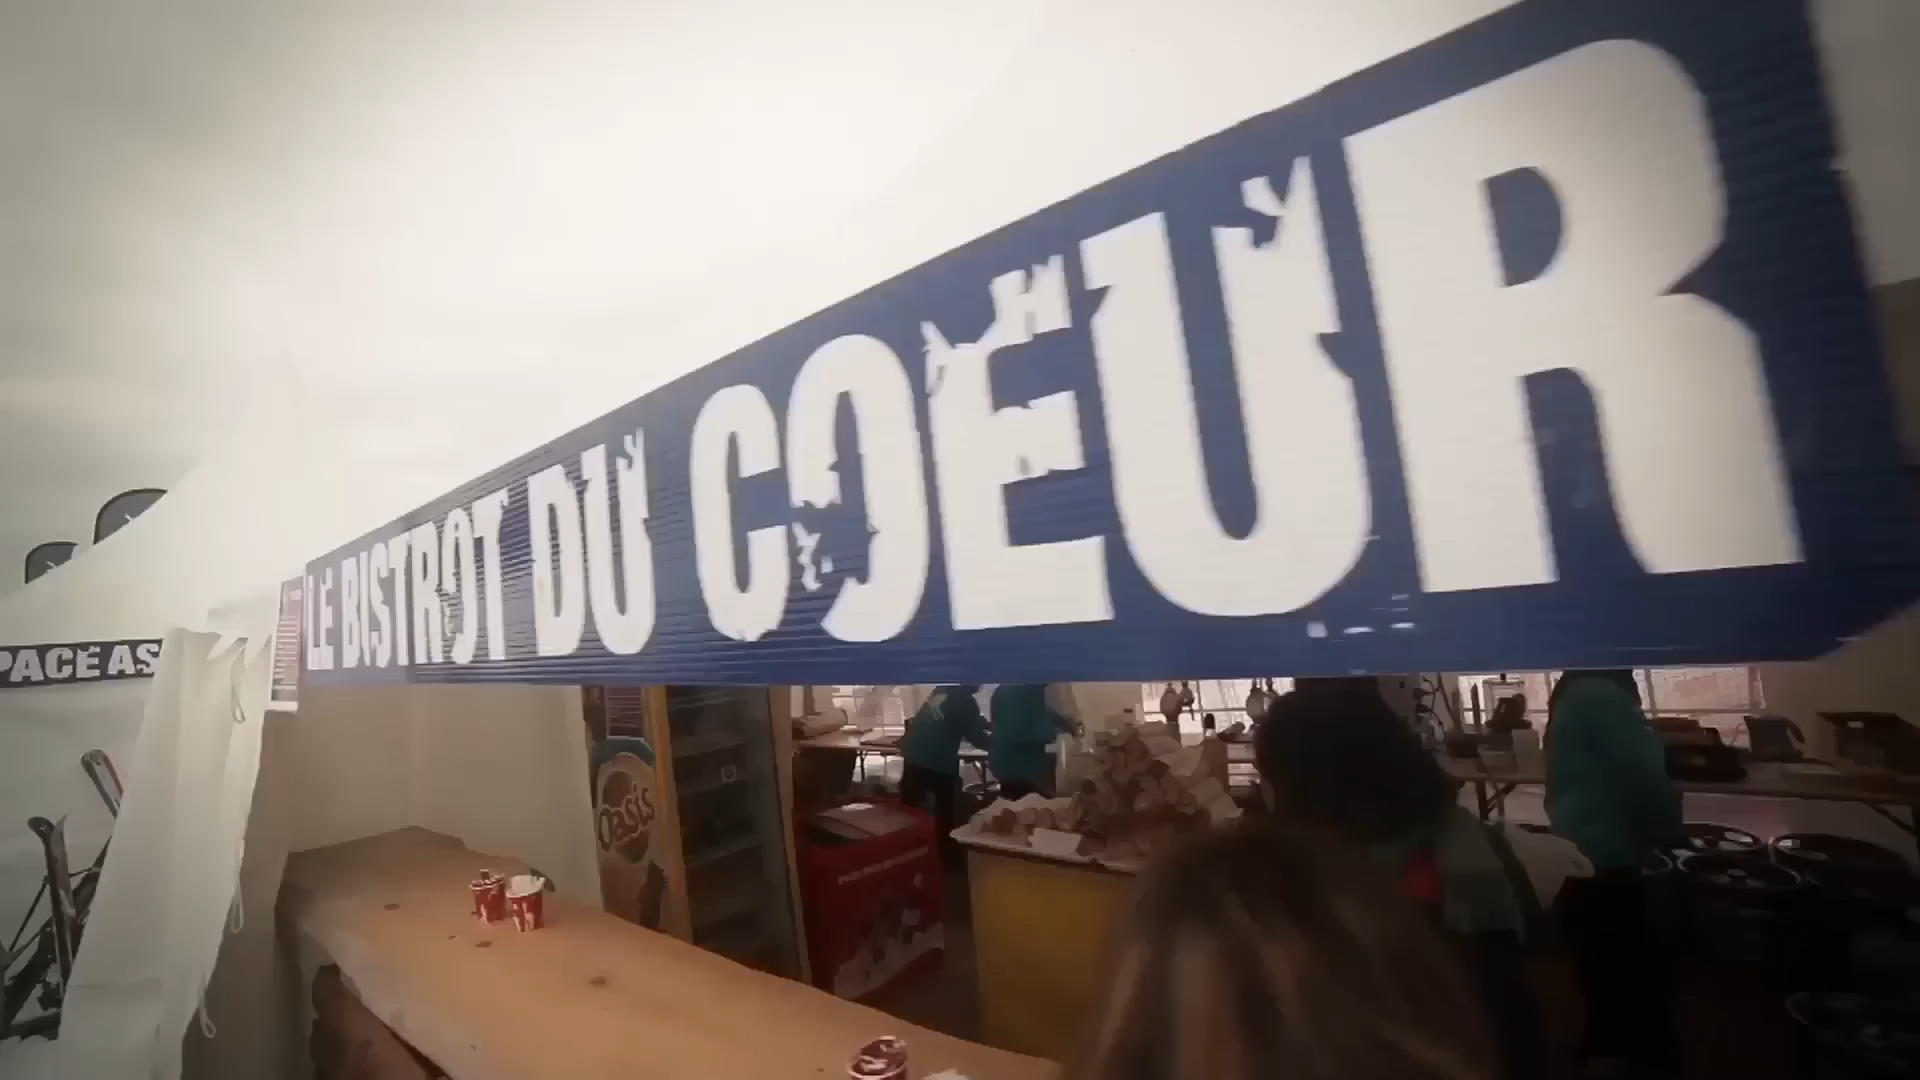 LE BISTROT DU COEUR
PACE AS
Oasis